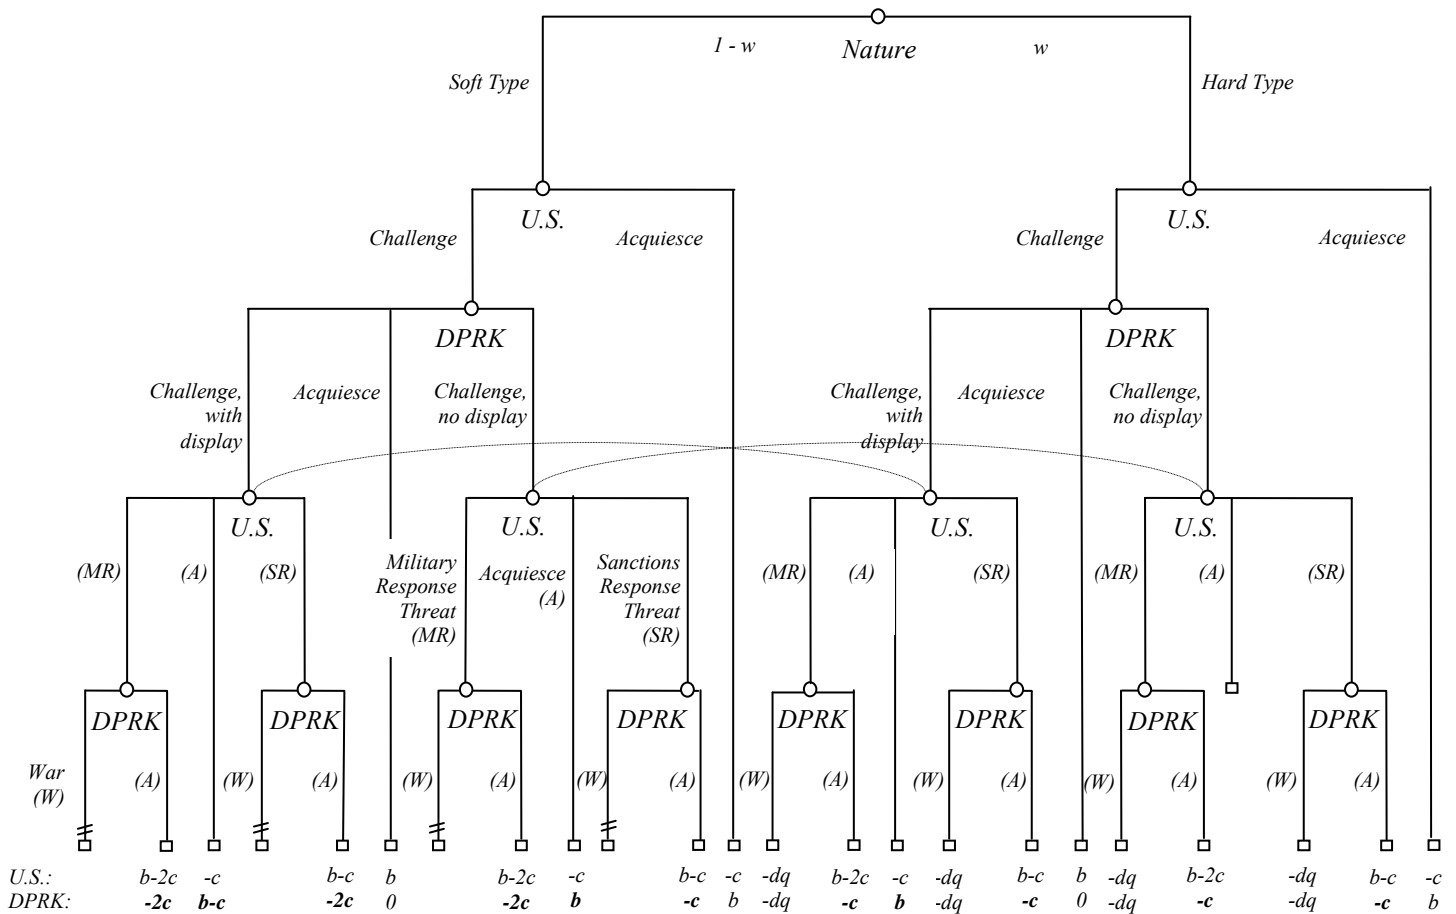 1 - w
Nature
w
Soft Type
Hard Type
U.S.
U.S.
Challenge
Acquiesce
Challenge
Acquiesce
DPRK
DPRK
Challenge,
with
display
Acquiesce
Challenge,
no display
Challenge,
with
display
Acquiesce
Challenge,
no display
U.S.
U.S.
U.S.
U.S.
(MR)
(A)
(SR)
Military
Response
Threat
(MR)
Acquiesce
(A)
Sanctions
Response
Threat
(SR)
(MR)
(A)
(SR)
(MR)
(A)
(SR)
DPRK
DPRK
DPRK
DPRK
DPRK
DPRK
DPRK
DPRK
War
(W)
(A)
(W)
(A)
(W)
(A)
(W)
(A)
(W)
(A)
(W)
(A)
(W)
(A)
(W)
(A)
U.S.: b-2c -c b-c b b-2c -c b-c -c -dq b-2c -c -dq b-c b -dq b-2c -dq b-c -c
DPRK: -2c b-c -2c 0 -2c b -c b -dq -c b -dq -c 0 -dq -c -dq -c b